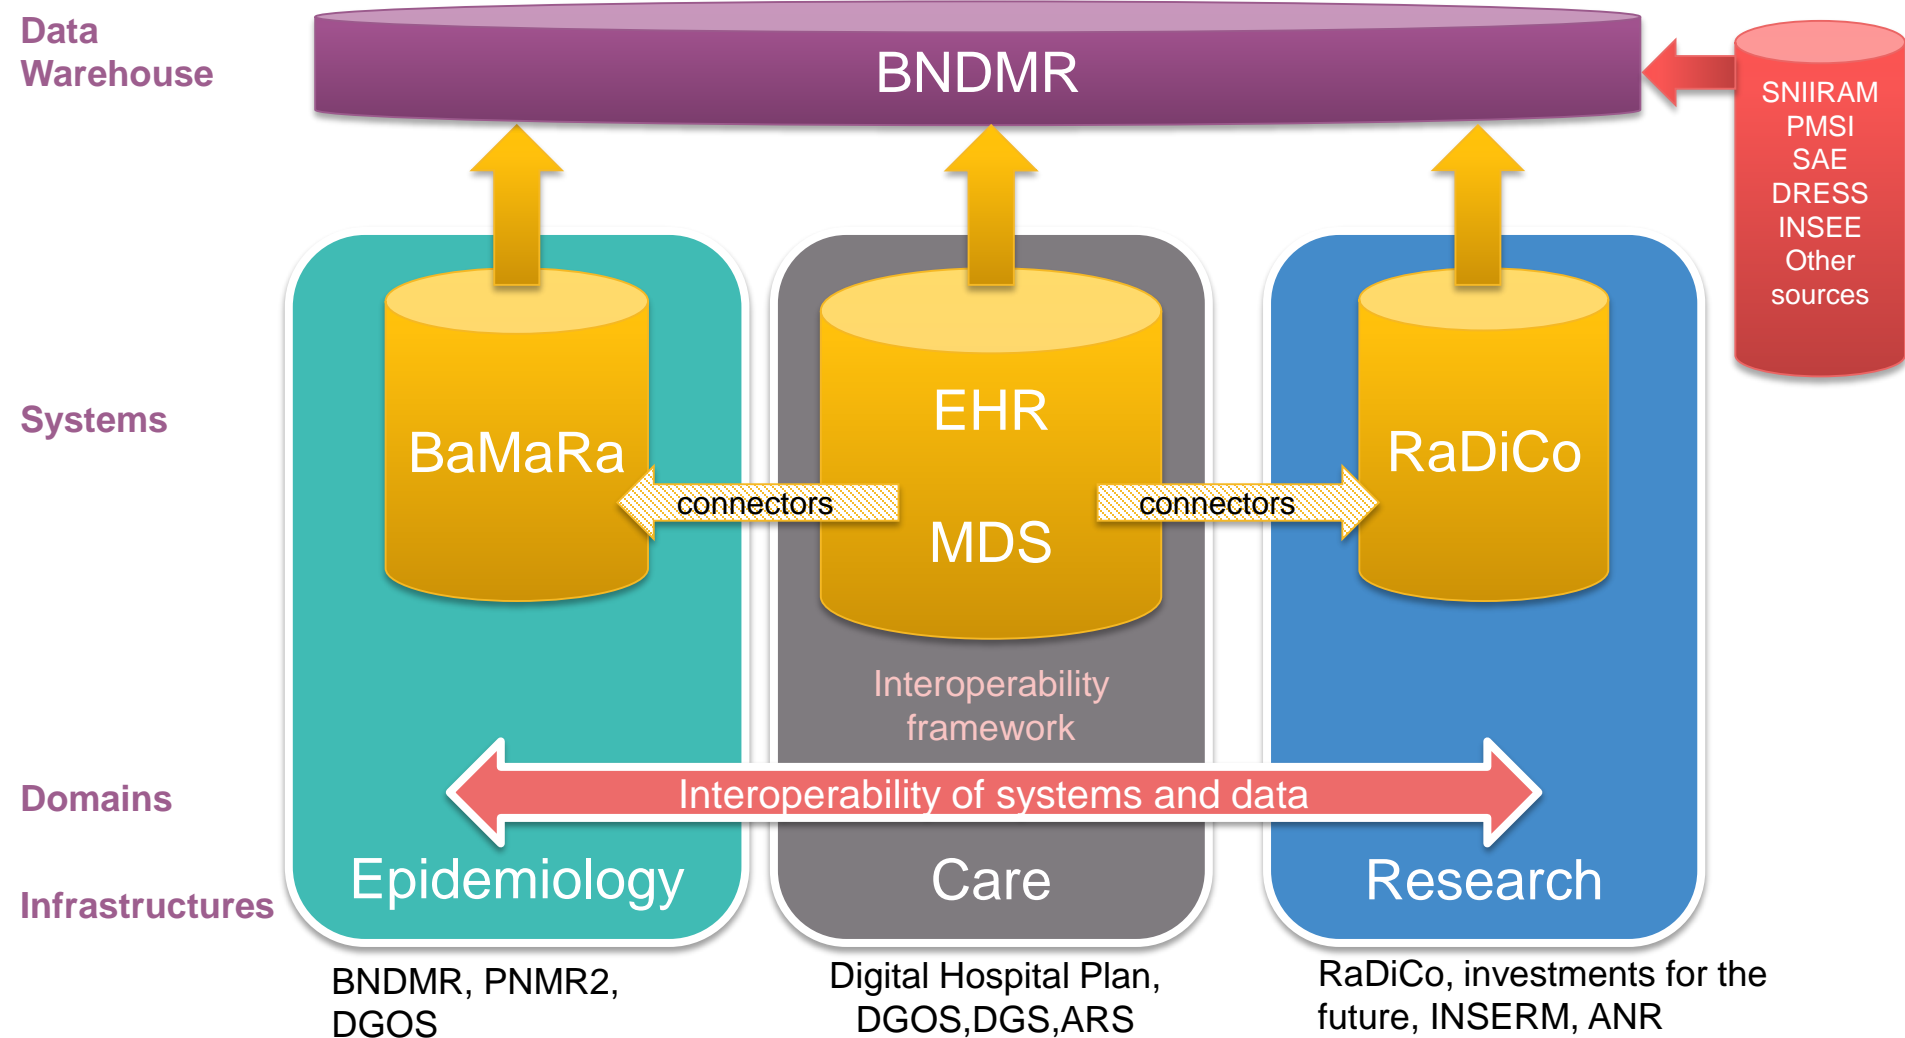 Data
Warehouse
BNDMR
SNIIRAM
PMSI
SAE
DRESS
INSEE
Other
sources
Systems
BaMaRa
EHR
MDS
RaDiCo
connectors
connectors
Interoperability
framework
Domains
Interoperability of systems and data
Infrastructures
Epidemiology
Care
Research
BNDMR, PNMR2,
DGOS
Digital Hospital Plan,
DGOS,DGS,ARS
RaDiCo, investments for the
future, INSERM, ANR